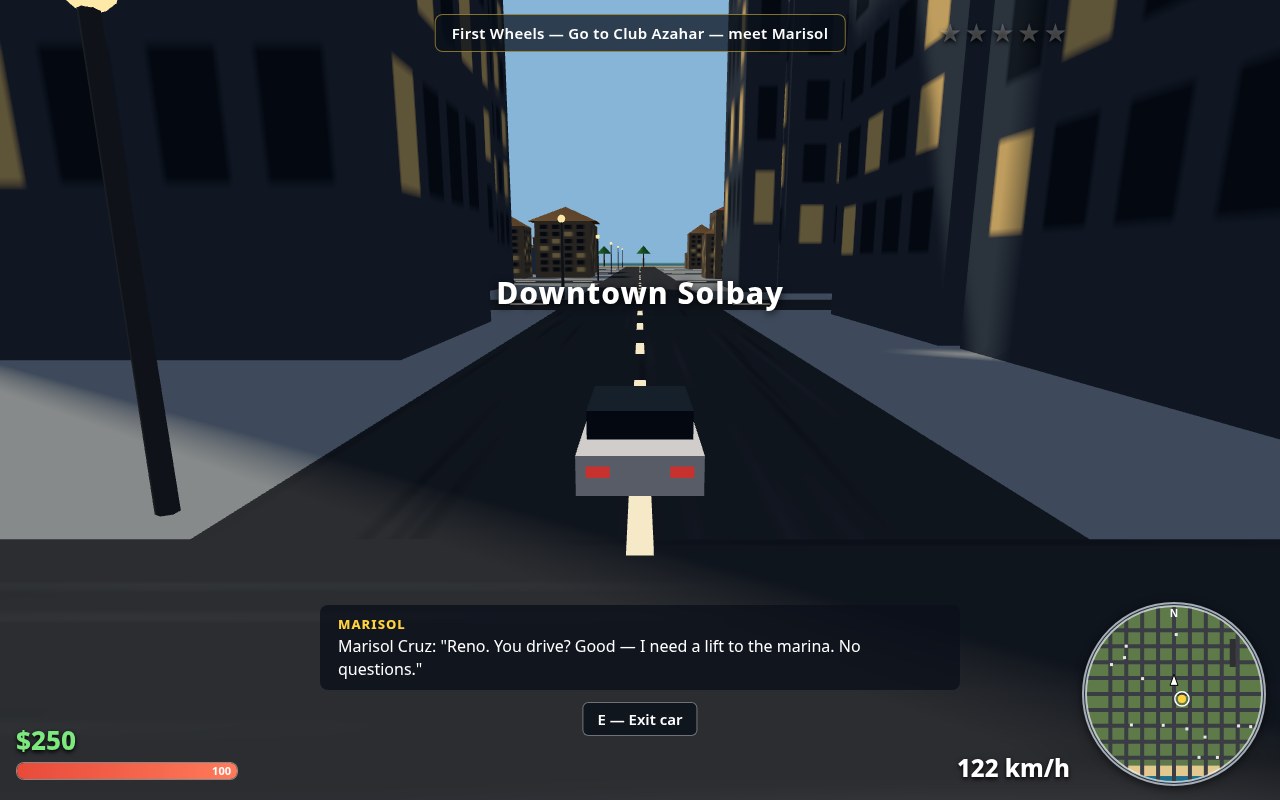 First Wheels — Go to Club Azahar — meet Marisol
Downtown Solbay
MARISOL
Marisol Cruz: "Reno. You drive? Good — I need a lift to the marina. No
questions."
E — Exit car
$250
100
122 km/h
N